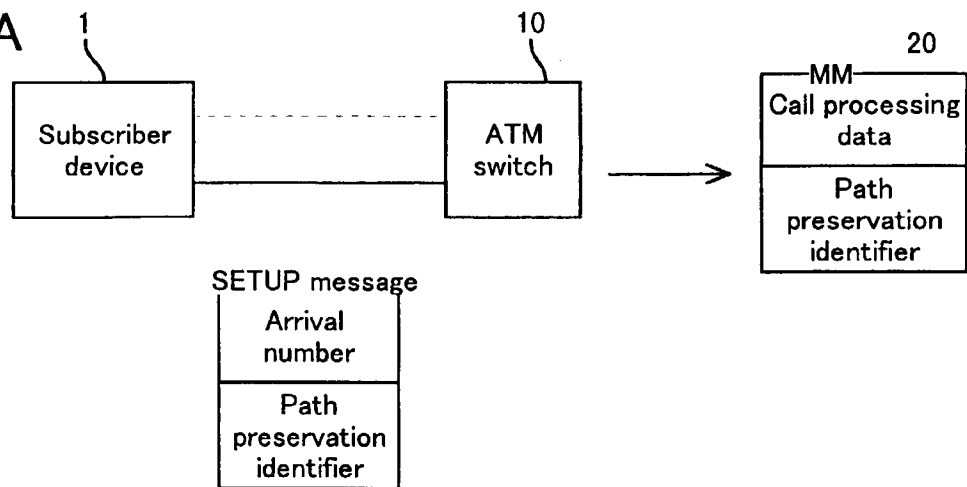 A
1
10
20
Subscriber
device
ATM
switch
MM
Call processing
data
Path
preservation
identifier
SETUP message
Arrival
number
Path
preservation
identifier